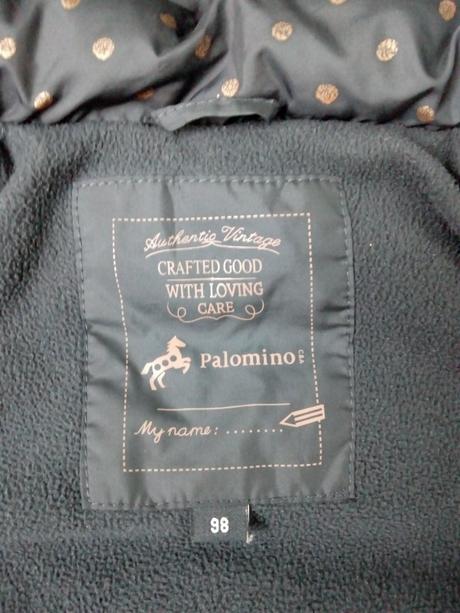 Authentic Vintage
CRAFTED GOOD
WITH LOVING
CARE
Palomino C&A
My name: ........
98